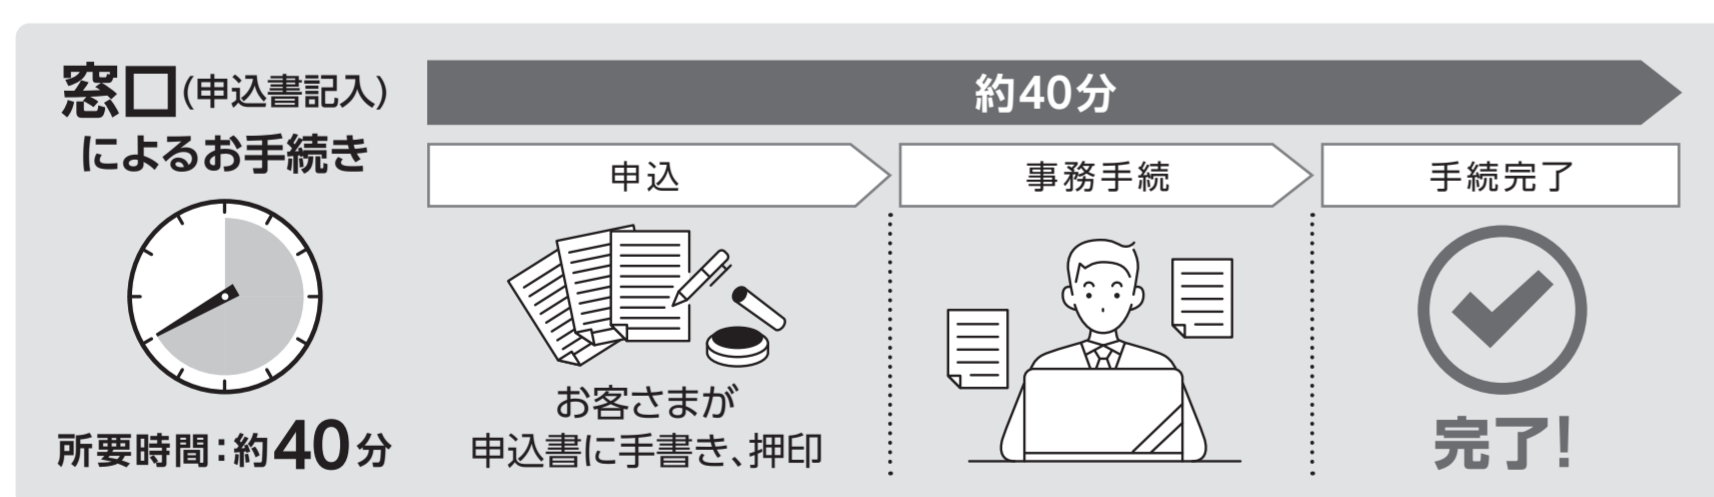 窓口(申込書記入)
によるお手続き
所要時間:約40分
約40分
申込
事務手続
手続完了
お客さまが
申込書に手書き、押印
完了!